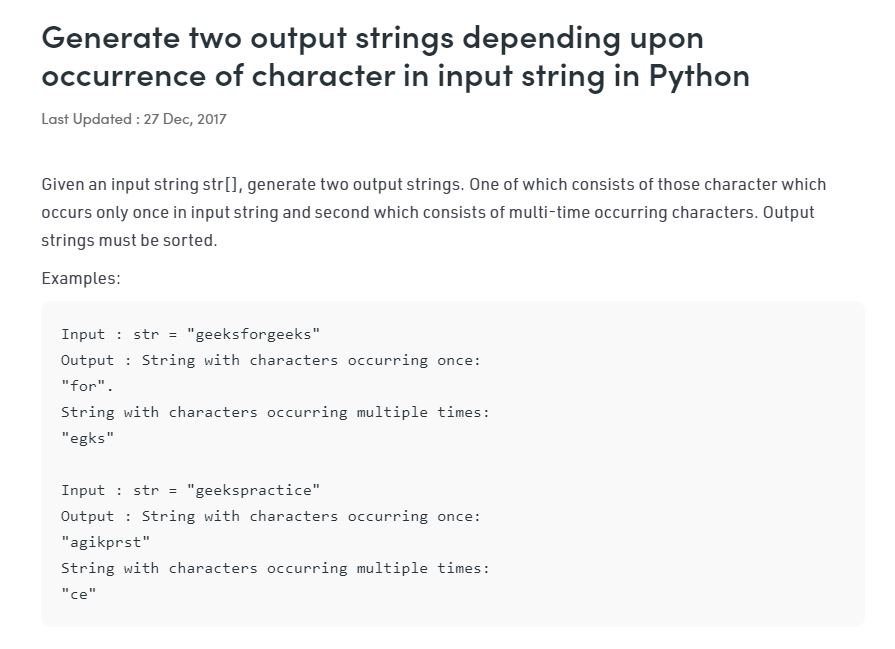 Generate two output strings depending upon
occurrence of character in input string in Python
Last Updated : 27 Dec, 2017
Given an input string str[], generate two output strings. One of which consists of those character which
occurs only once in input string and second which consists of multi-time occurring characters. Output
strings must be sorted.
Examples:
Input : str = "geeksforgeeks"
Output : String with characters occurring once:
"for".
String with characters occurring multiple times:
"egks"
Input : str = "geekspractice"
Output : String with characters occurring once:
"agikprst"
String with characters occurring multiple times:
"ce"